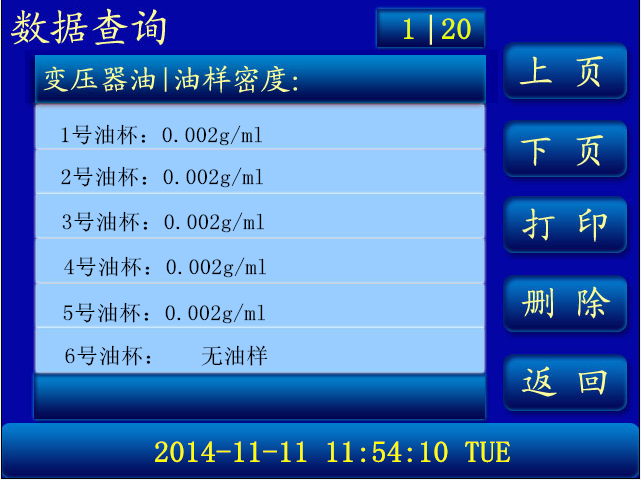 数据查询
1|20
变压器油|油样密度:
1号油杯：0.002g/ml
2号油杯：0.002g/ml
3号油杯：0.002g/ml
4号油杯：0.002g/ml
5号油杯：0.002g/ml
6号油杯： 无油样
上 页
下 页
打 印
删 除
返 回
2014-11-11 11:54:10 TUE